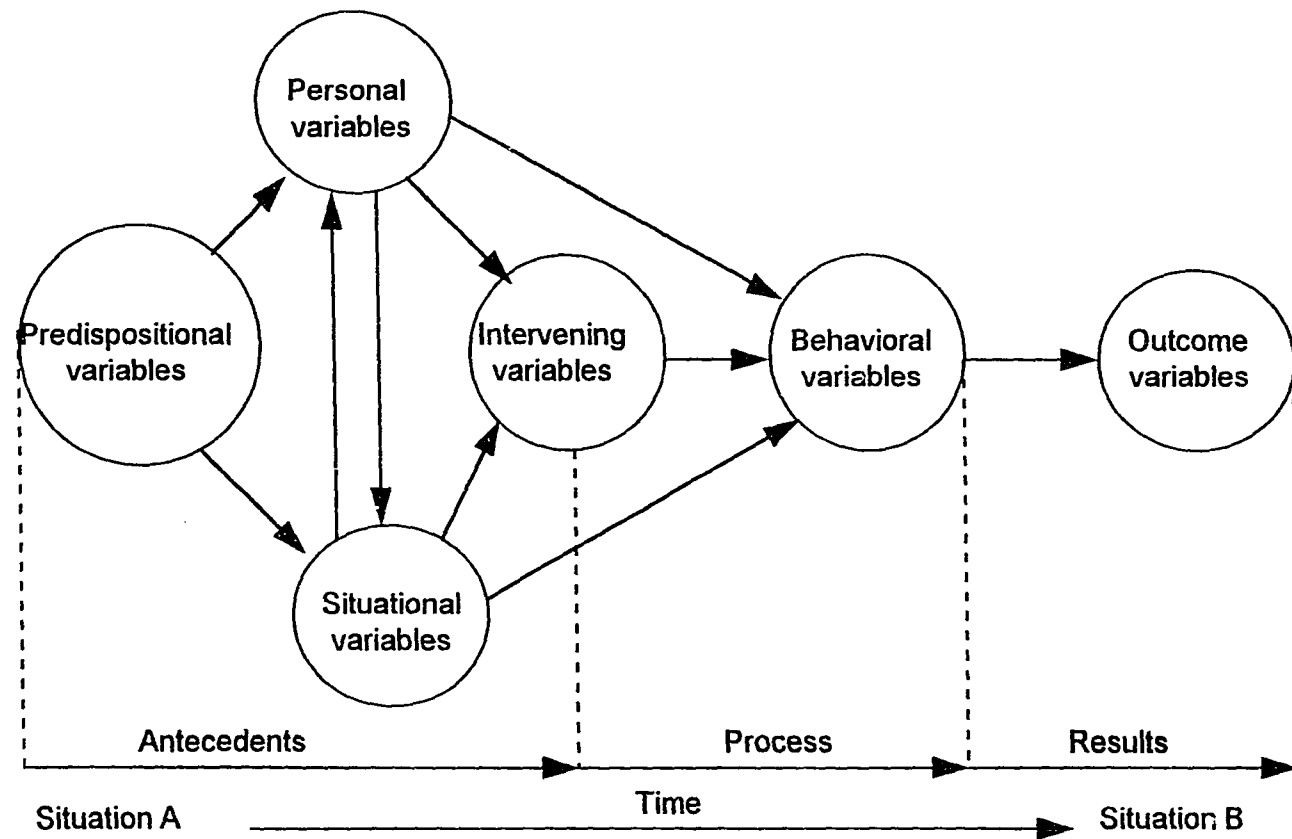 Personal
variables
Predispositional
variables
Intervening
variables
Behavioral
variables
Outcome
variables
Situational
variables
Antecedents
Process
Results
Time
Situation A
Situation B